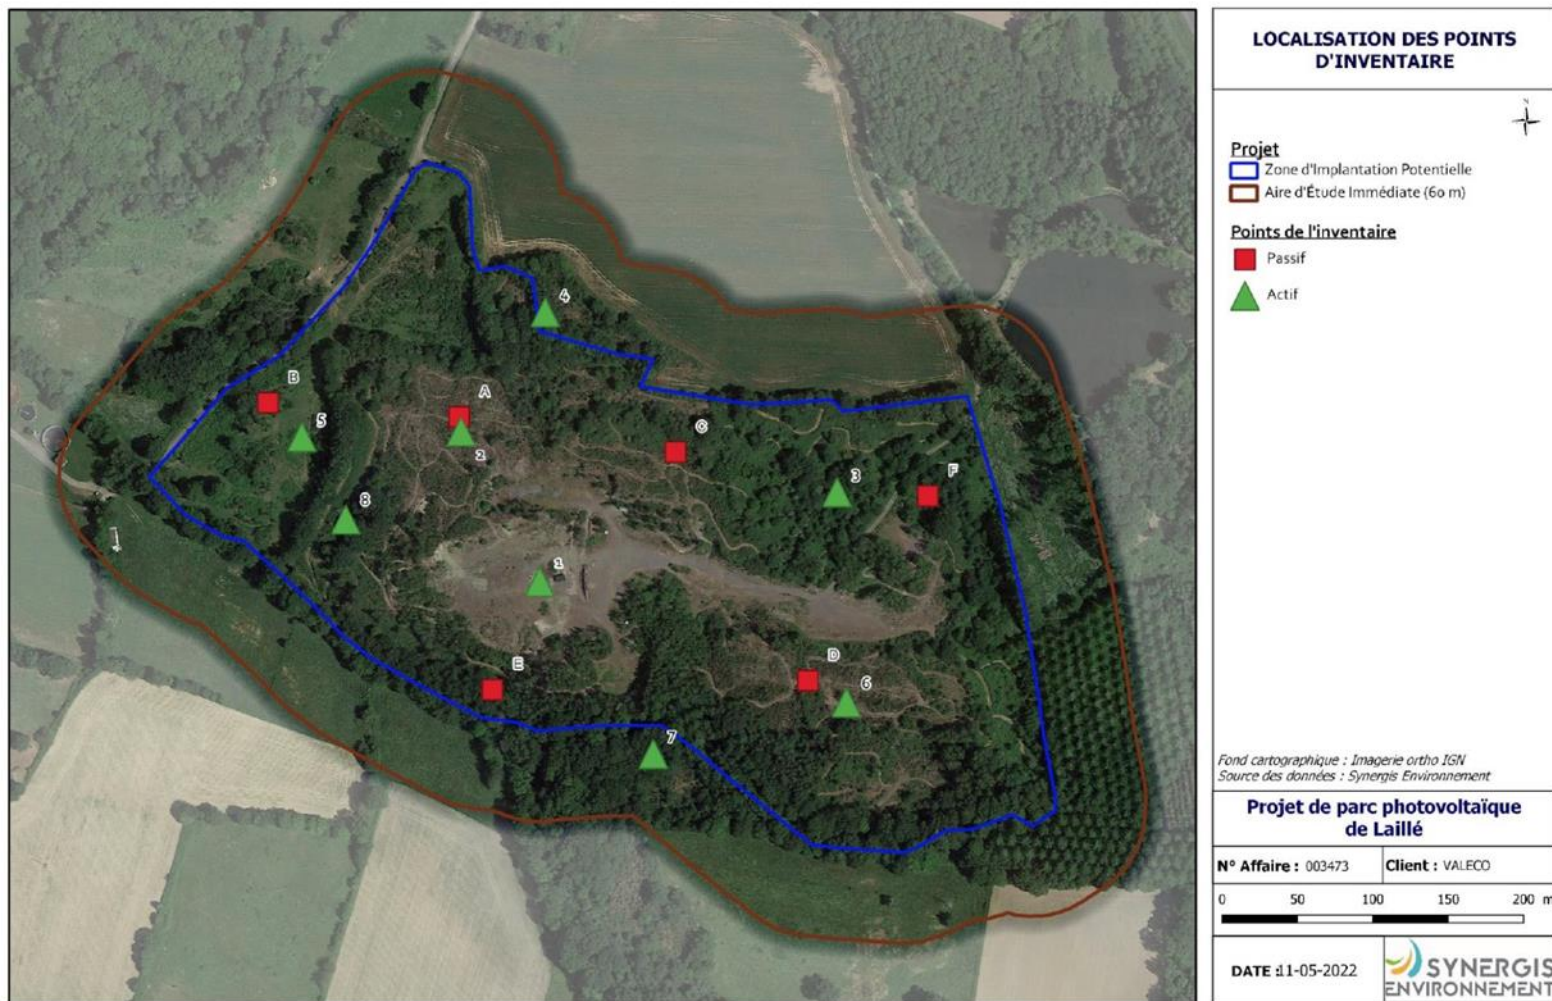 LOCALISATION DES POINTS
D'INVENTAIRE
N
Projet
Zone d'Implantation Potentielle
Aire d'Étude Immédiate (60 m)
Points de l'inventaire
Passif
Actif
4
B
A
5
2
C
3
F
8
1
E
D
6
7
Fond cartographique : Imagerie ortho IGN
Source des données : Synergis Environnement
Projet de parc photovoltaïque
de Laillé
N° Affaire : 003473 Client : VALECO
0 50 100 150 200 m
DATE :11-05-2022
SYNERGIS
ENVIRONNEMENT